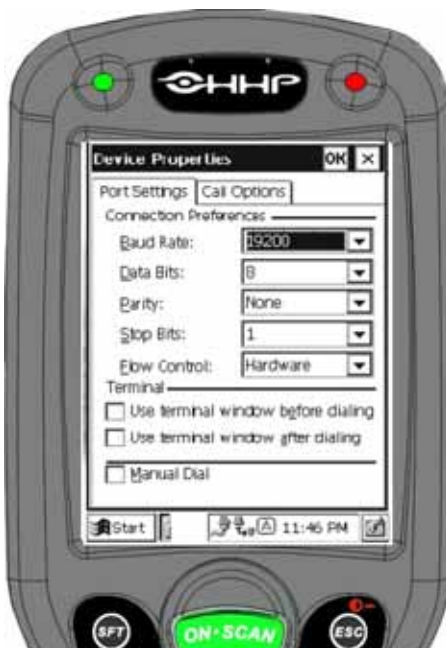 HHP
Device Properties OK ×
Port Settings Call Options
Connection Preferences
Baud Rate: 19200
Data Bits: 8
Parity: None
Stop Bits: 1
Flow Control: Hardware
Terminal
Use terminal window before dialing
Use terminal window after dialing
Manual Dial
Start A 11:46 PM
SFT ON·SCAN ESC